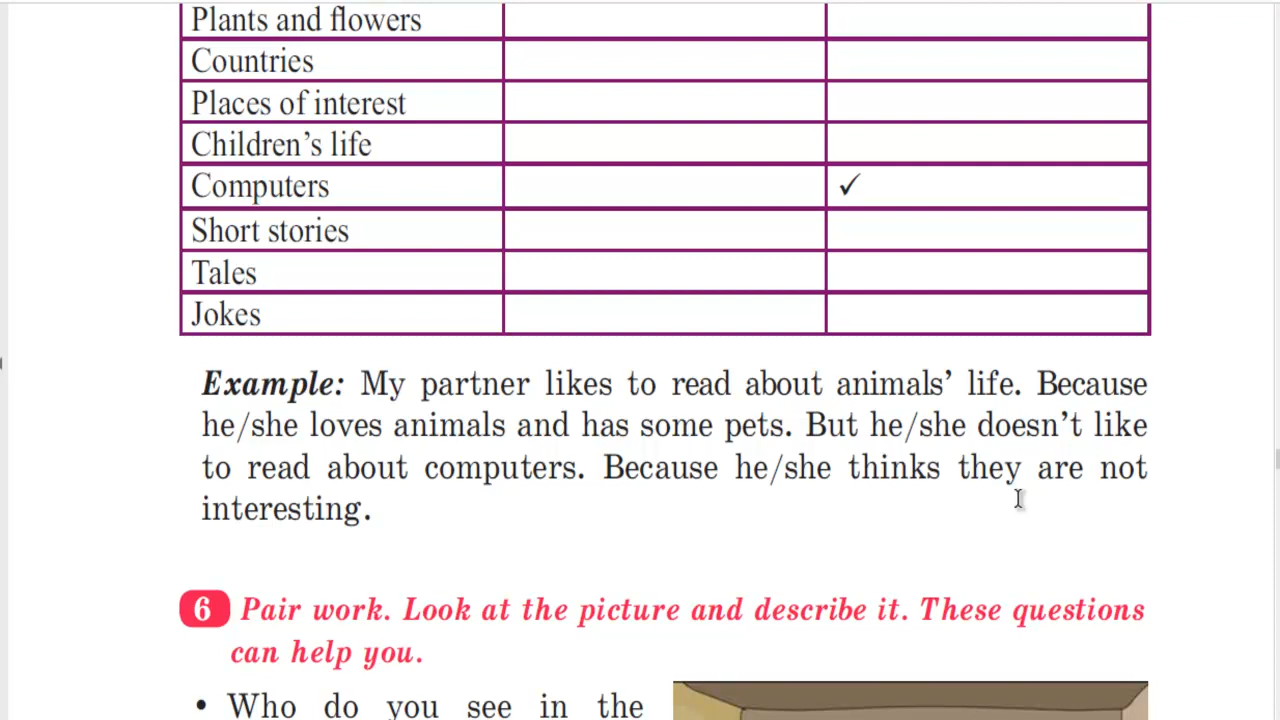 Plants and flowers
Countries
Places of interest
Children’s life
Computers ✓
Short stories
Tales
Jokes
Example: My partner likes to read about animals’ life. Because
he/she loves animals and has some pets. But he/she doesn’t like
to read about computers. Because he/she thinks they are not
interesting.
6 Pair work. Look at the picture and describe it. These questions
can help you.
• Who do you see in the